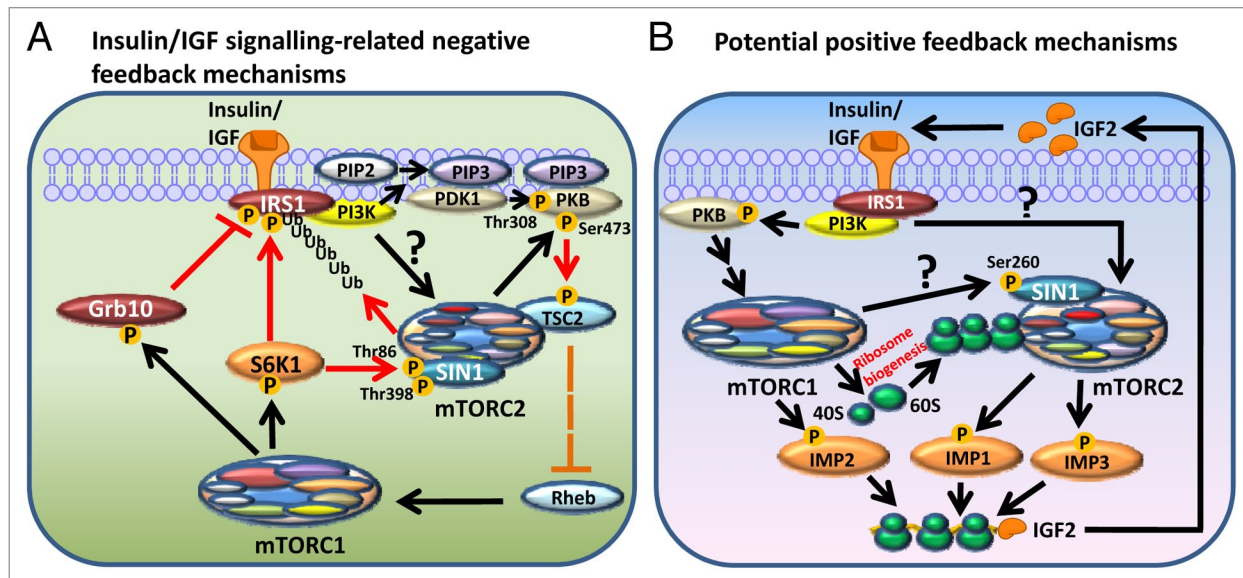 A
Insulin/IGF signalling-related negative
feedback mechanisms
Insulin/
IGF
PIP2
PIP3
PIP3
IRS1
PI3K
PDK1
PKB
P
P
P
P
Thr308
Ser473
Ub
Ub
Ub
Ub
Ub
?
Grb10
P
P
TSC2
S6K1
P
Thr86
P
P
Thr398
SIN1
mTORC2
Rheb
mTORC1
B
Potential positive feedback mechanisms
Insulin/
IGF
IGF2
IRS1
PI3K
PKB
P
?
?
Ser260
P
SIN1
mTORC1
Ribosome
biogenesis
40S
60S
mTORC2
P
P
P
IMP2
IMP1
IMP3
IGF2